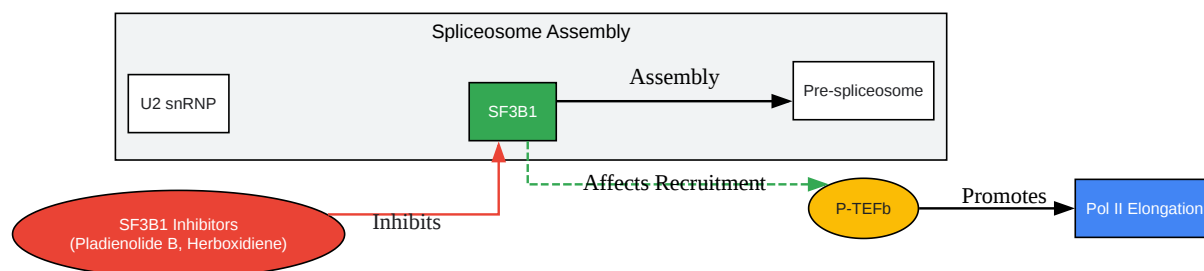 Spliceosome Assembly
U2 snRNP
SF3B1
Assembly
Pre-spliceosome
SF3B1 Inhibitors
(Pladienolide B, Herboxidiene)
Inhibits
Affects Recruitment
P-TEFb
Promotes
Pol II Elongation